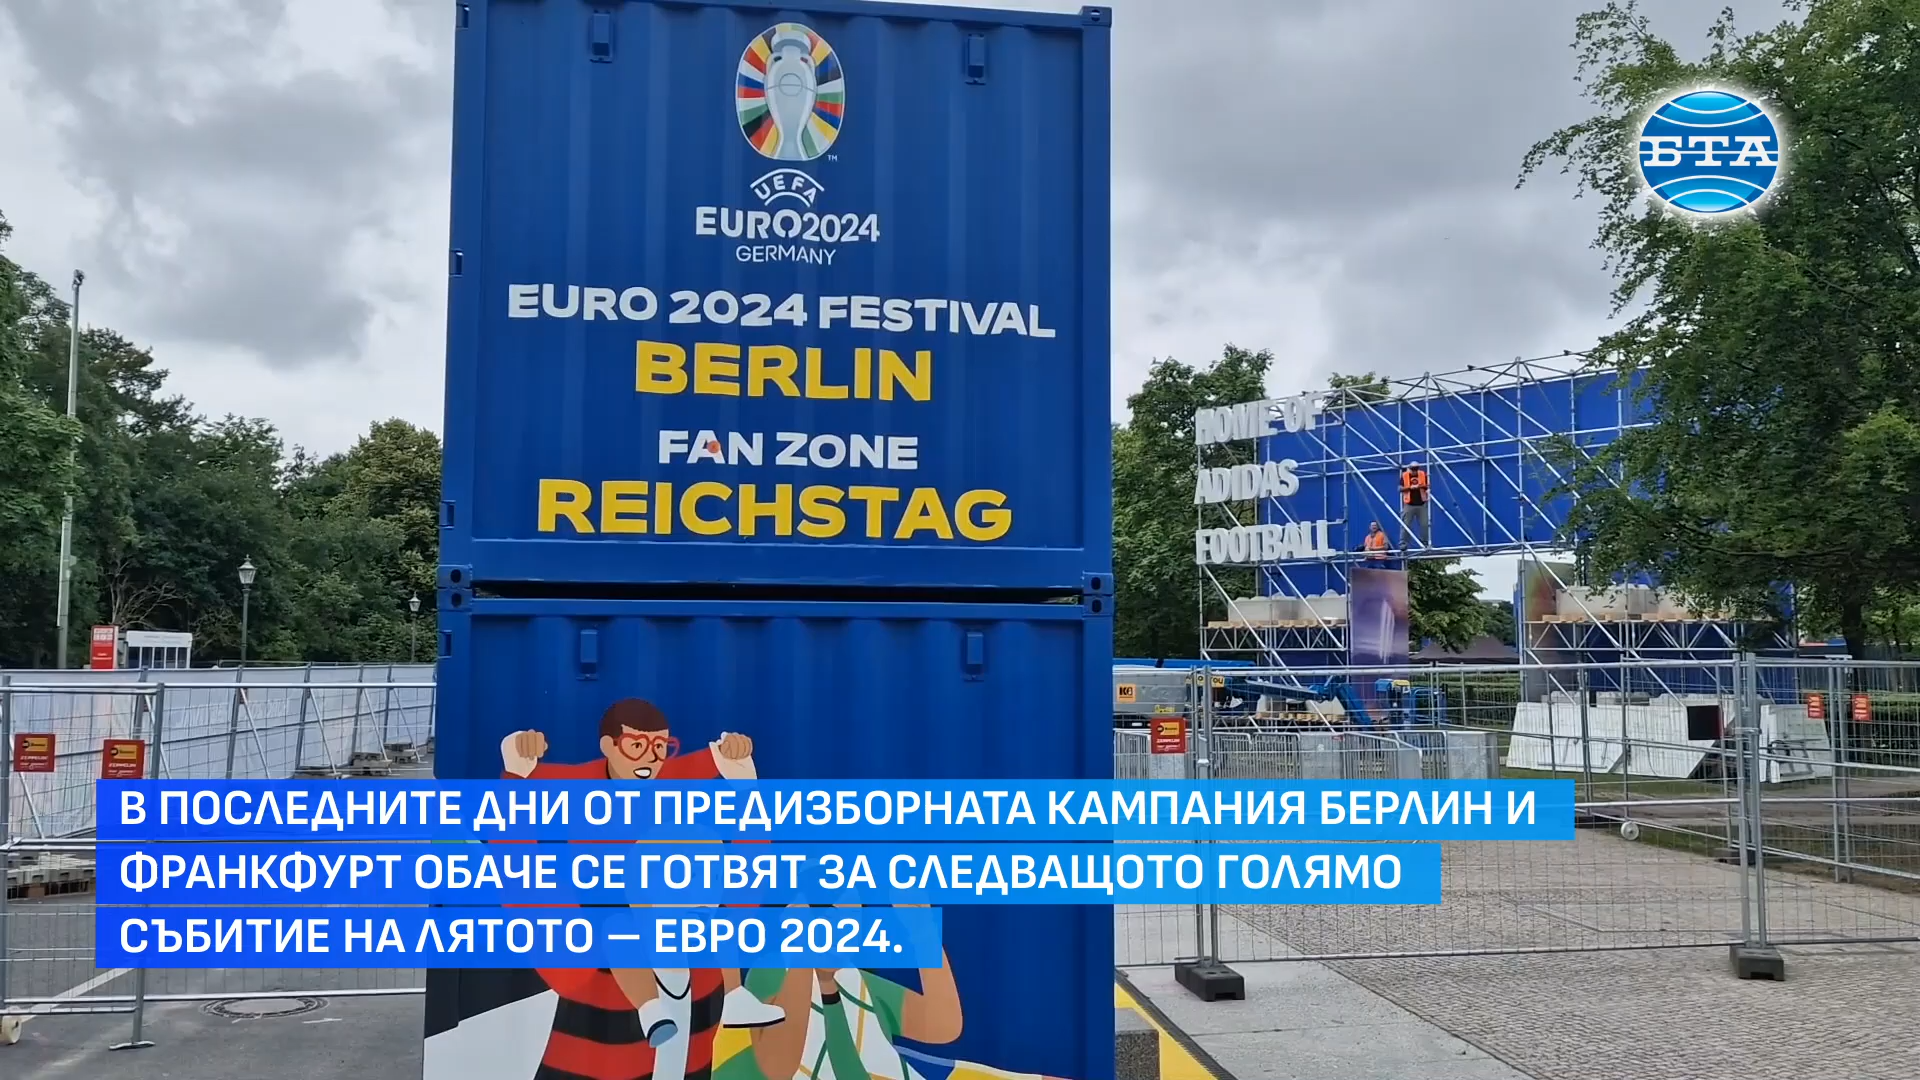 UEFA
EURO2024
GERMANY
EURO 2024 FESTIVAL
BERLIN
FAN ZONE
REICHSTAG
БТА
HOME OF
ADIDAS
FOOTBALL
В ПОСЛЕДНИТЕ ДНИ ОТ ПРЕДИЗБОРНАТА КАМПАНИЯ БЕРЛИН И
ФРАНКФУРТ ОБАЧЕ СЕ ГОТВЯТ ЗА СЛЕДВАЩОТО ГОЛЯМО
СЪБИТИЕ НА ЛЯТОТО – ЕВРО 2024.